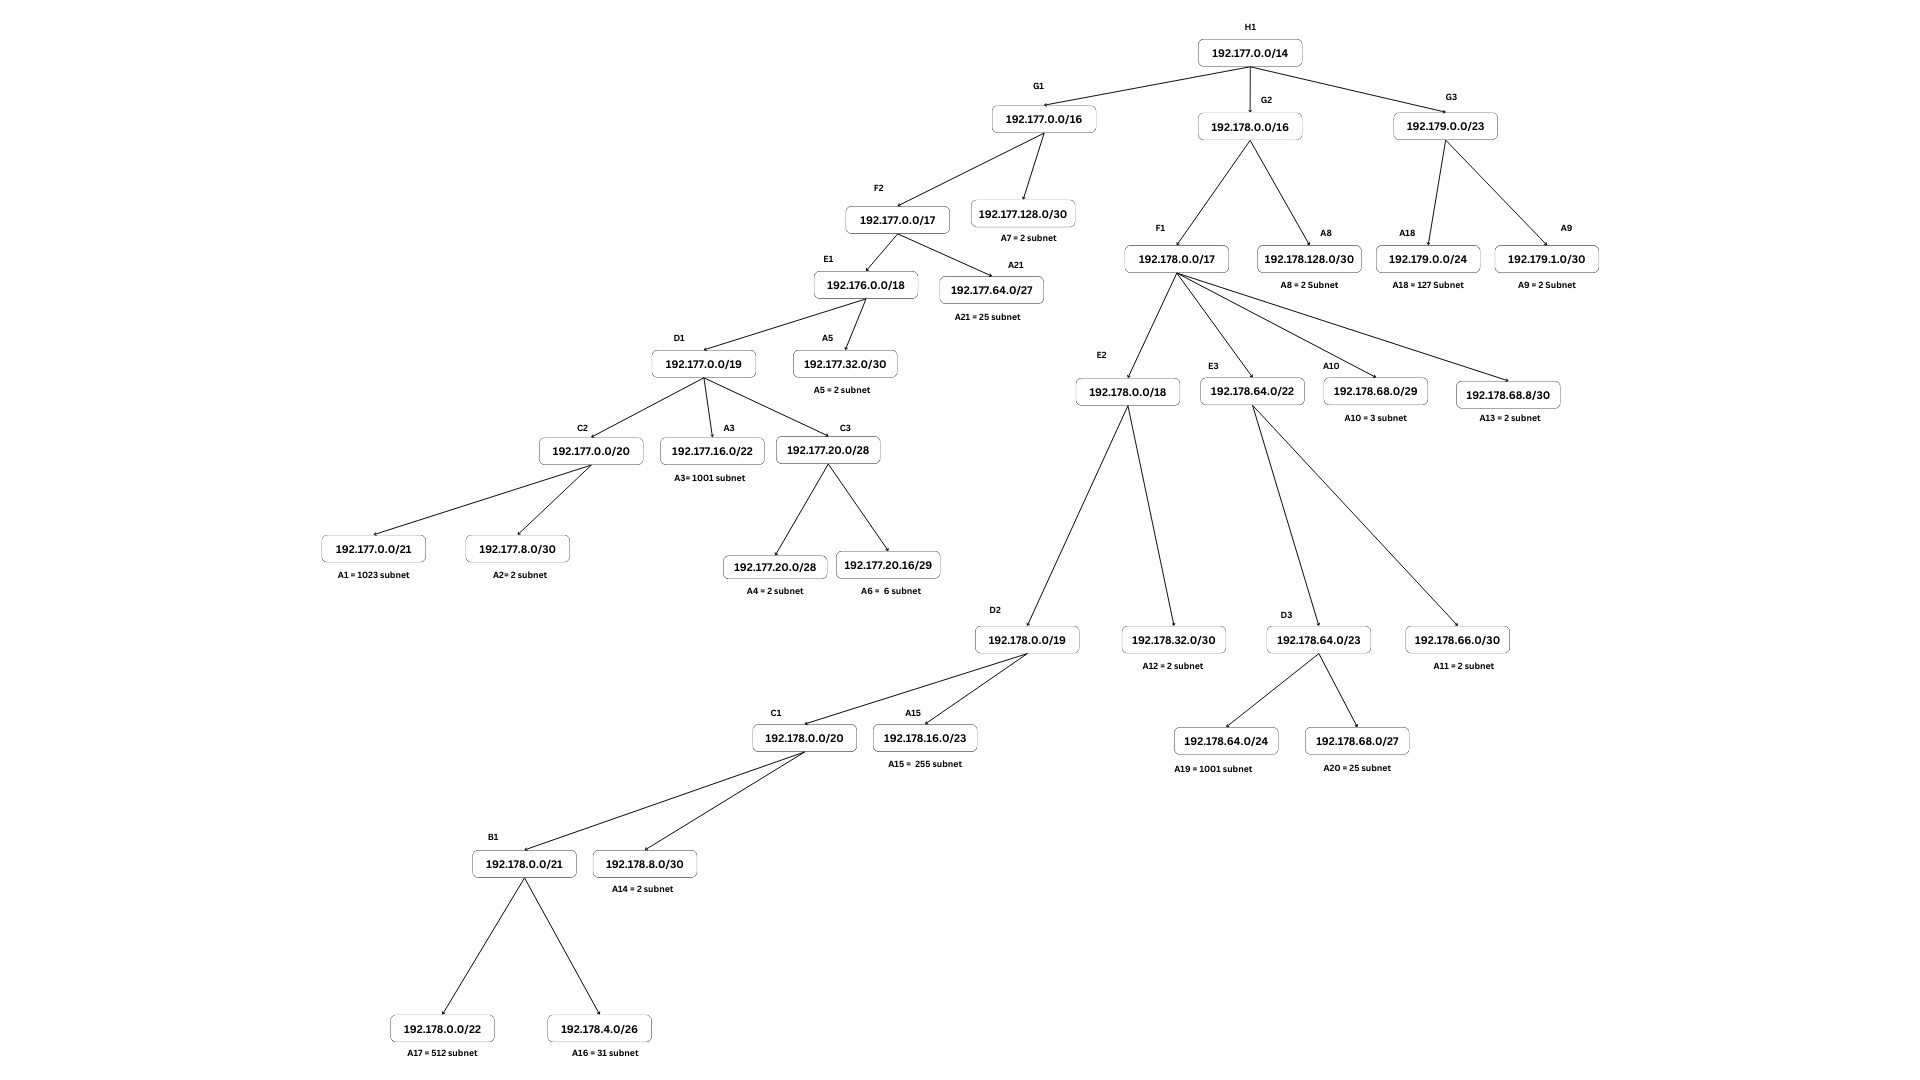 H1
192.177.0.0/14
G1
G2
G3
192.177.0.0/16
192.178.0.0/16
192.179.0.0/23
F2
192.177.0.0/17
192.177.128.0/30
A7 = 2 subnet
F1
A8
A18
A9
192.178.0.0/17
192.178.128.0/30
192.179.0.0/24
192.179.1.0/30
A8 = 2 Subnet
A18 = 127 Subnet
A9 = 2 Subnet
E1
A21
192.176.0.0/18
192.177.64.0/27
A21 = 25 subnet
D1
A5
192.177.0.0/19
192.177.32.0/30
A5 = 2 subnet
E2
E3
A10
192.178.0.0/18
192.178.64.0/22
192.178.68.0/29
192.178.68.8/30
A10 = 3 subnet
A13 = 2 subnet
C2
A3
C3
192.177.0.0/20
192.177.16.0/22
192.177.20.0/28
A3= 1001 subnet
192.177.0.0/21
192.177.8.0/30
A1 = 1023 subnet
A2= 2 subnet
192.177.20.0/28
192.177.20.16/29
A4 = 2 subnet
A6 =  6 subnet
D2
D3
192.178.0.0/19
192.178.32.0/30
192.178.64.0/23
192.178.66.0/30
A12 = 2 subnet
A11 = 2 subnet
C1
A15
192.178.0.0/20
192.178.16.0/23
192.178.64.0/24
192.178.68.0/27
A15 =  255 subnet
A19 = 1001 subnet
A20 = 25 subnet
B1
192.178.0.0/21
192.178.8.0/30
A14 = 2 subnet
192.178.0.0/22
192.178.4.0/26
A17 = 512 subnet
A16 = 31 subnet